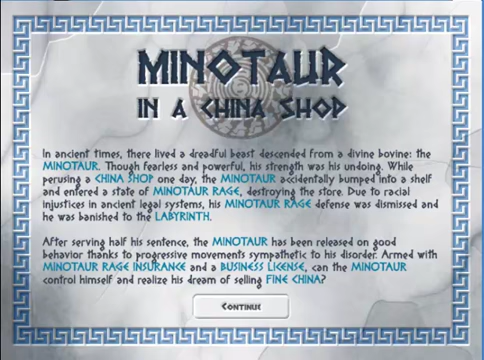 MINOTAUR
IN A CHINA SHOP
In ancient times, there lived a dreadful beast descended from a divine bovine: the
MINOTAUR. Though fearless and powerful, his strength was his undoing. While
perusing a CHINA SHOP one day, the MINOTAUR accidentally bumped into a shelf
and entered a state of MINOTAUR RAGE, destroying the store. Due to racial
injustices in ancient legal systems, his MINOTAUR RAGE defense was dismissed and
he was banished to the LABYRINTH.
After serving half his sentence, the MINOTAUR has been released on good
behavior thanks to progressive movements sympathetic to his disorder. Armed with
MINOTAUR RAGE INSURANCE and a BUSINESS LICENSE, can the MINOTAUR
control himself and realize his dream of selling FINE CHINA?
CONTINUE